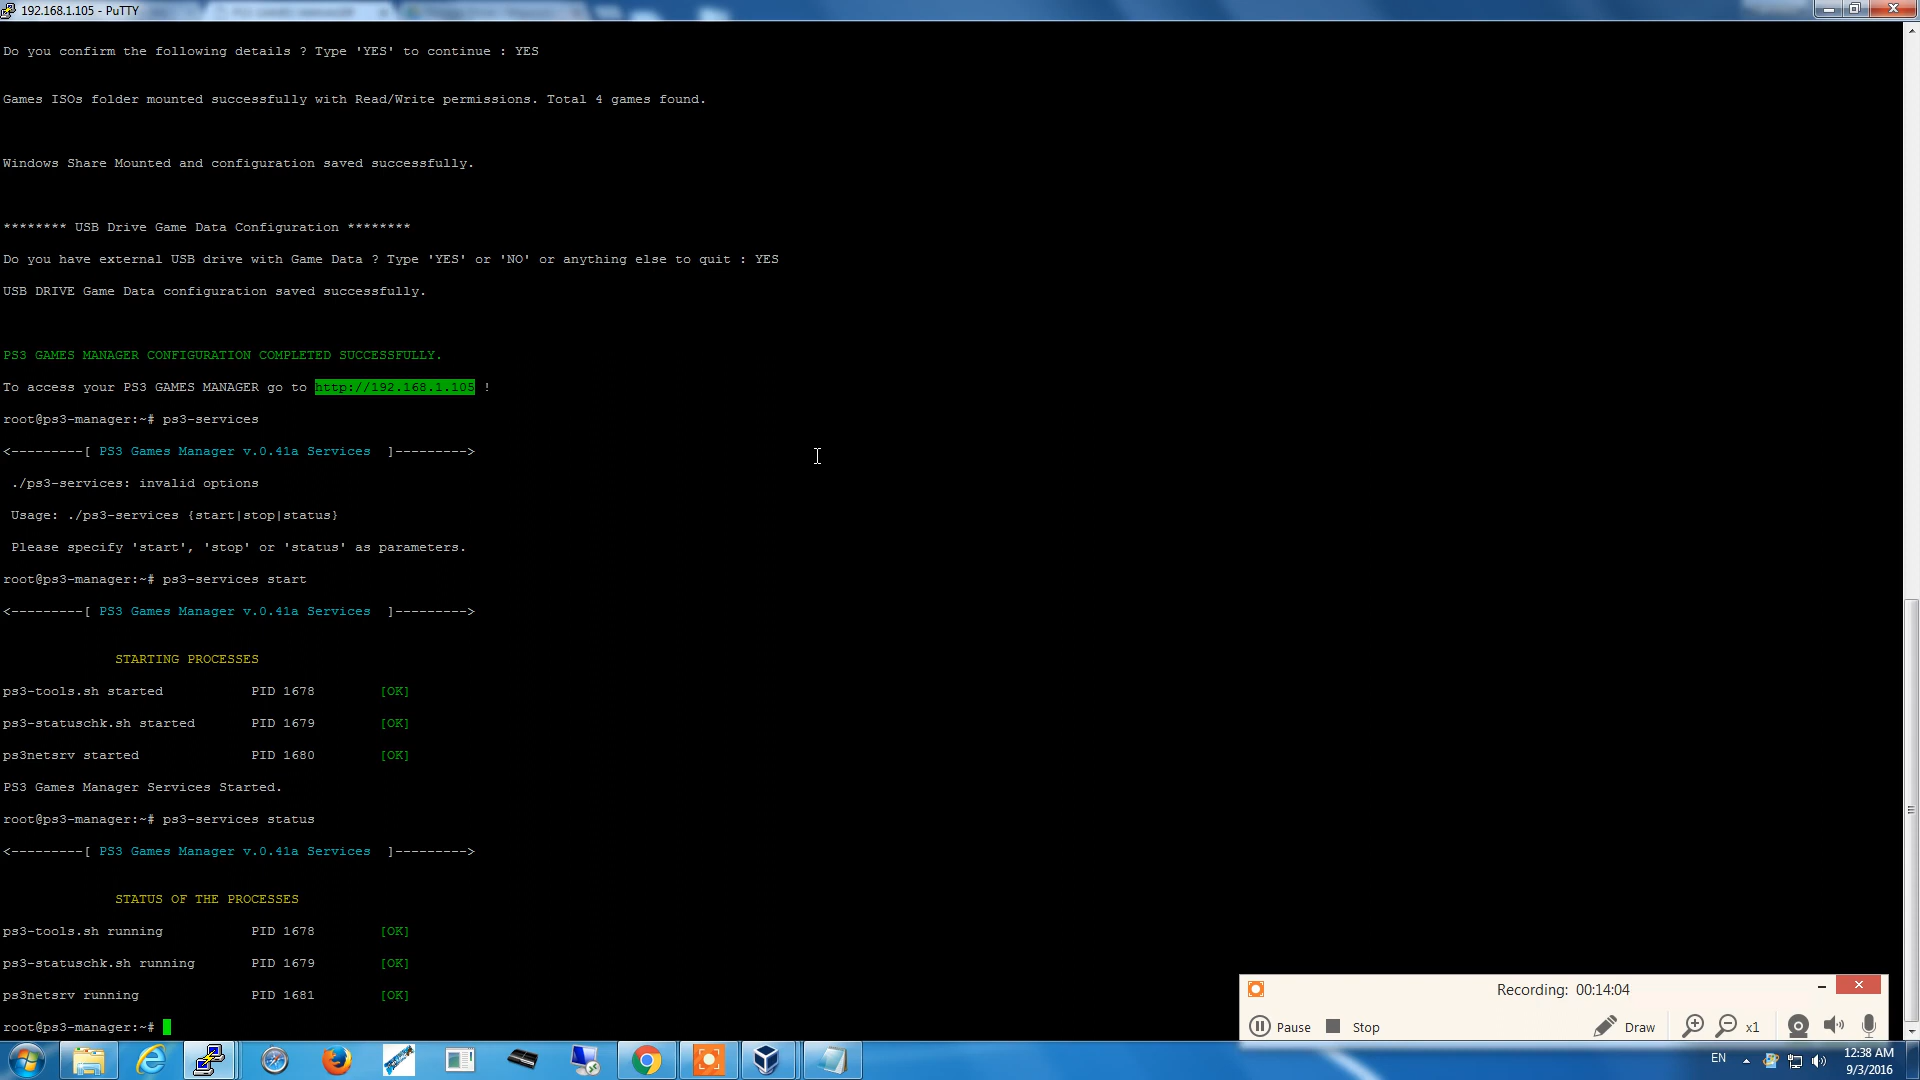 192.168.1.105 - PuTTY
Do you confirm the following details ? Type 'YES' to continue : YES
Games ISOs folder mounted successfully with Read/Write permissions. Total 4 games found.
Windows Share Mounted and configuration saved successfully.
******** USB Drive Game Data Configuration ********
Do you have external USB drive with Game Data ? Type 'YES' or 'NO' or anything else to quit : YES
USB DRIVE Game Data configuration saved successfully.
PS3 GAMES MANAGER CONFIGURATION COMPLETED SUCCESSFULLY.
To access your PS3 GAMES MANAGER go to http://192.168.1.105 !
root@ps3-manager:~# ps3-services
<---------[ PS3 Games Manager v.0.41a Services  ]--------->
./ps3-services: invalid options
Usage: ./ps3-services {start|stop|status}
Please specify 'start', 'stop' or 'status' as parameters.
root@ps3-manager:~# ps3-services start
<---------[ PS3 Games Manager v.0.41a Services  ]--------->
STARTING PROCESSES
ps3-tools.sh started PID 1678 [OK]
ps3-statuschk.sh started PID 1679 [OK]
ps3netsrv started PID 1680 [OK]
PS3 Games Manager Services Started.
root@ps3-manager:~# ps3-services status
<---------[ PS3 Games Manager v.0.41a Services  ]--------->
STATUS OF THE PROCESSES
ps3-tools.sh running PID 1678 [OK]
ps3-statuschk.sh running PID 1679 [OK]
ps3netsrv running PID 1681 [OK]
root@ps3-manager:~#
Recording: 00:14:04
Pause Stop Draw x1
EN
12:38 AM
9/3/2016